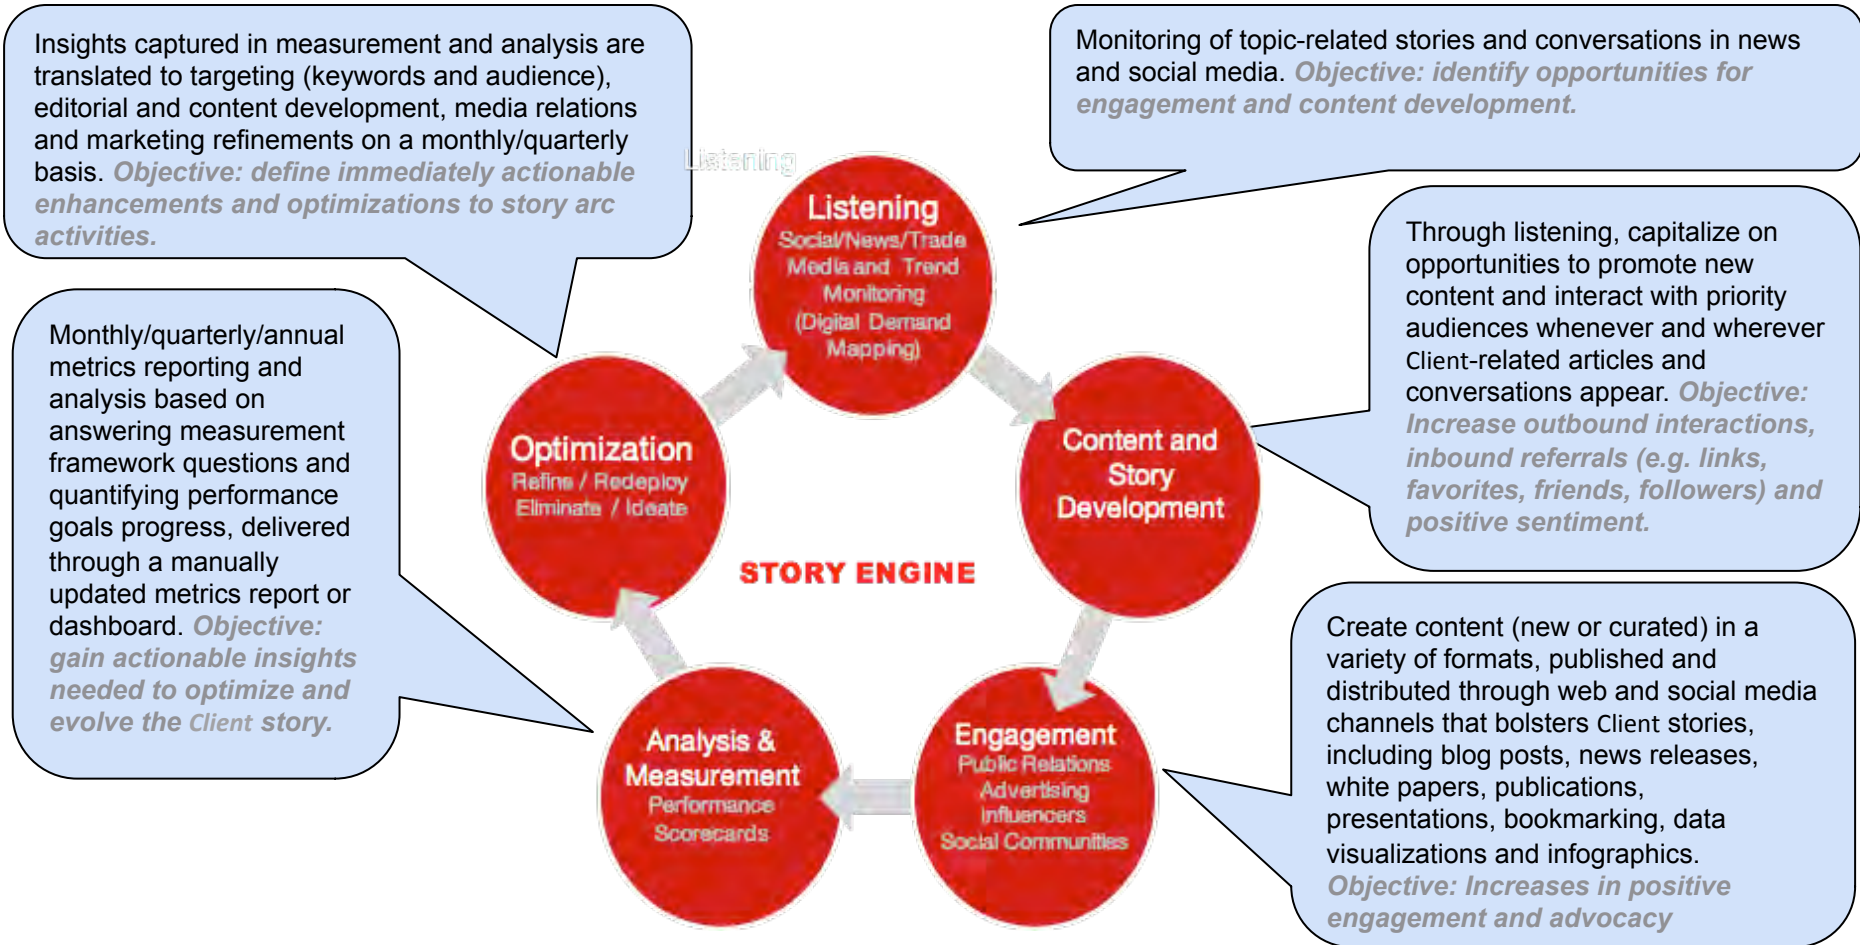 Insights captured in measurement and analysis are
translated to targeting (keywords and audience),
editorial and content development, media relations
and marketing refinements on a monthly/quarterly
basis. Objective: define immediately actionable
enhancements and optimizations to story arc
activities.
Monitoring of topic-related stories and conversations in news
and social media. Objective: identify opportunities for
engagement and content development.
Listening
Listening
Social/News/Trade
Media and Trend
Monitoring
(Digital Demand
Mapping)
Through listening, capitalize on
opportunities to promote new
content and interact with priority
audiences whenever and wherever
Client-related articles and
conversations appear. Objective:
Increase outbound interactions,
inbound referrals (e.g. links,
favorites, friends, followers) and
positive sentiment.
Monthly/quarterly/annual
metrics reporting and
analysis based on
answering measurement
framework questions and
quantifying performance
goals progress, delivered
through a manually
updated metrics report or
dashboard. Objective:
gain actionable insights
needed to optimize and
evolve the Client story.
Optimization
Refine / Redeploy
Eliminate / Ideate
Content and
Story
Development
STORY ENGINE
Analysis &
Measurement
Performance
Scorecards
Engagement
Public Relations
Advertising
Influencers
Social Communities
Create content (new or curated) in a
variety of formats, published and
distributed through web and social media
channels that bolsters Client stories,
including blog posts, news releases,
white papers, publications,
presentations, bookmarking, data
visualizations and infographics.
Objective: Increases in positive
engagement and advocacy